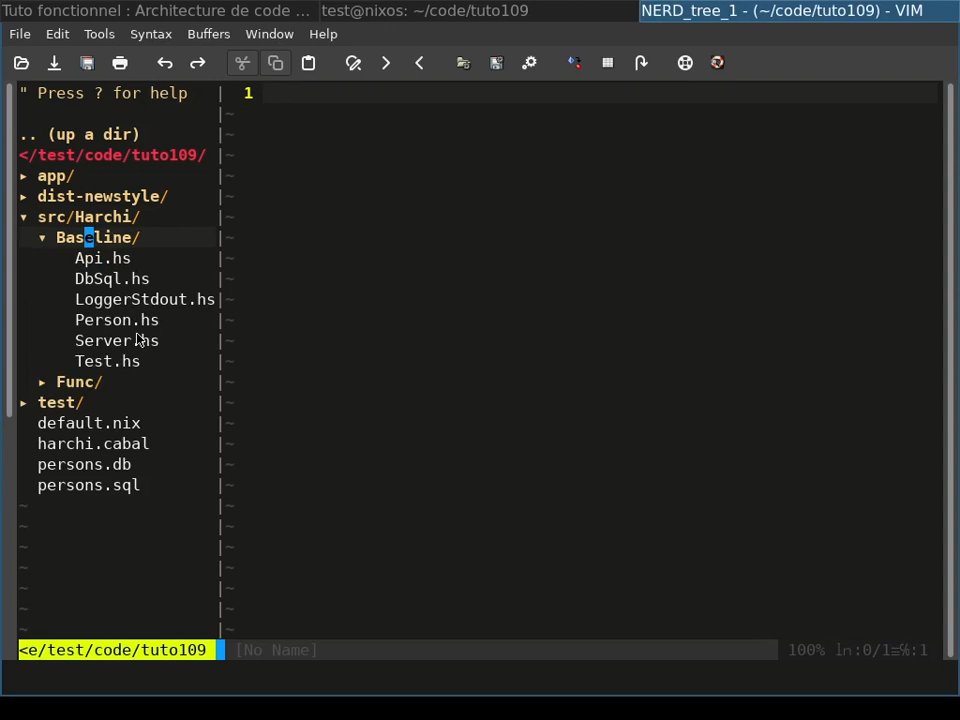 Tuto fonctionnel : Architecture de code ... test@nixos: ~/code/tuto109 NERD_tree_1 - (~/code/tuto109) - VIM
File Edit Tools Syntax Buffers Window Help
" Press ? for help | 1
.. (up a dir)
</test/code/tuto109/
▸ app/
▸ dist-newstyle/
▾ src/Harchi/
▾ Baseline/
Api.hs
DbSql.hs
LoggerStdout.hs
Person.hs
Server.hs
Test.hs
▸ Func/
▸ test/
default.nix
harchi.cabal
persons.db
persons.sql
<e/test/code/tuto109 [No Name] 100% ln:0/1≡℅:1